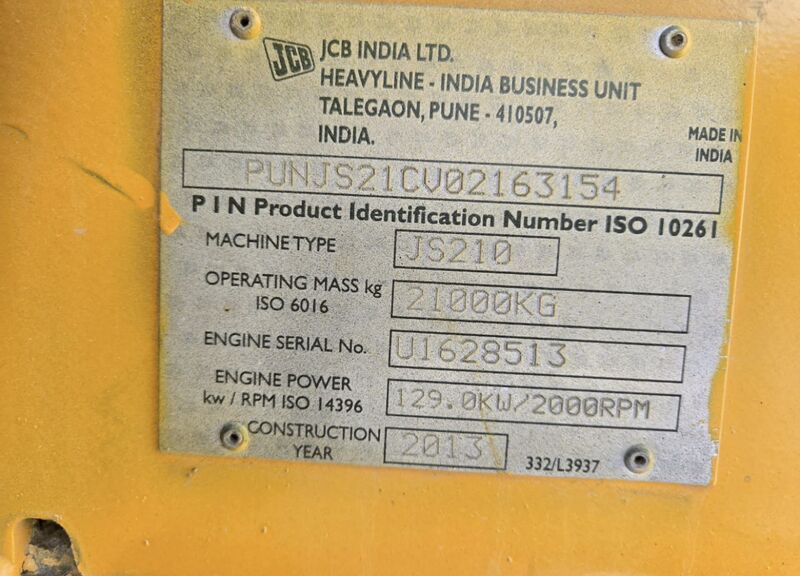 JCB
JCB INDIA LTD.
HEAVYLINE - INDIA BUSINESS UNIT
TALEGAON, PUNE - 410507,
INDIA.
MADE IN
INDIA
PUNJS21CV02163154
P I N Product Identification Number ISO 10261
MACHINE TYPE
JS210
OPERATING MASS kg
ISO 6016
21000KG
ENGINE SERIAL No.
U1628513
ENGINE POWER
kw / RPM ISO 14396
129.0KW/2000RPM
CONSTRUCTION
YEAR
2013
332/L3937